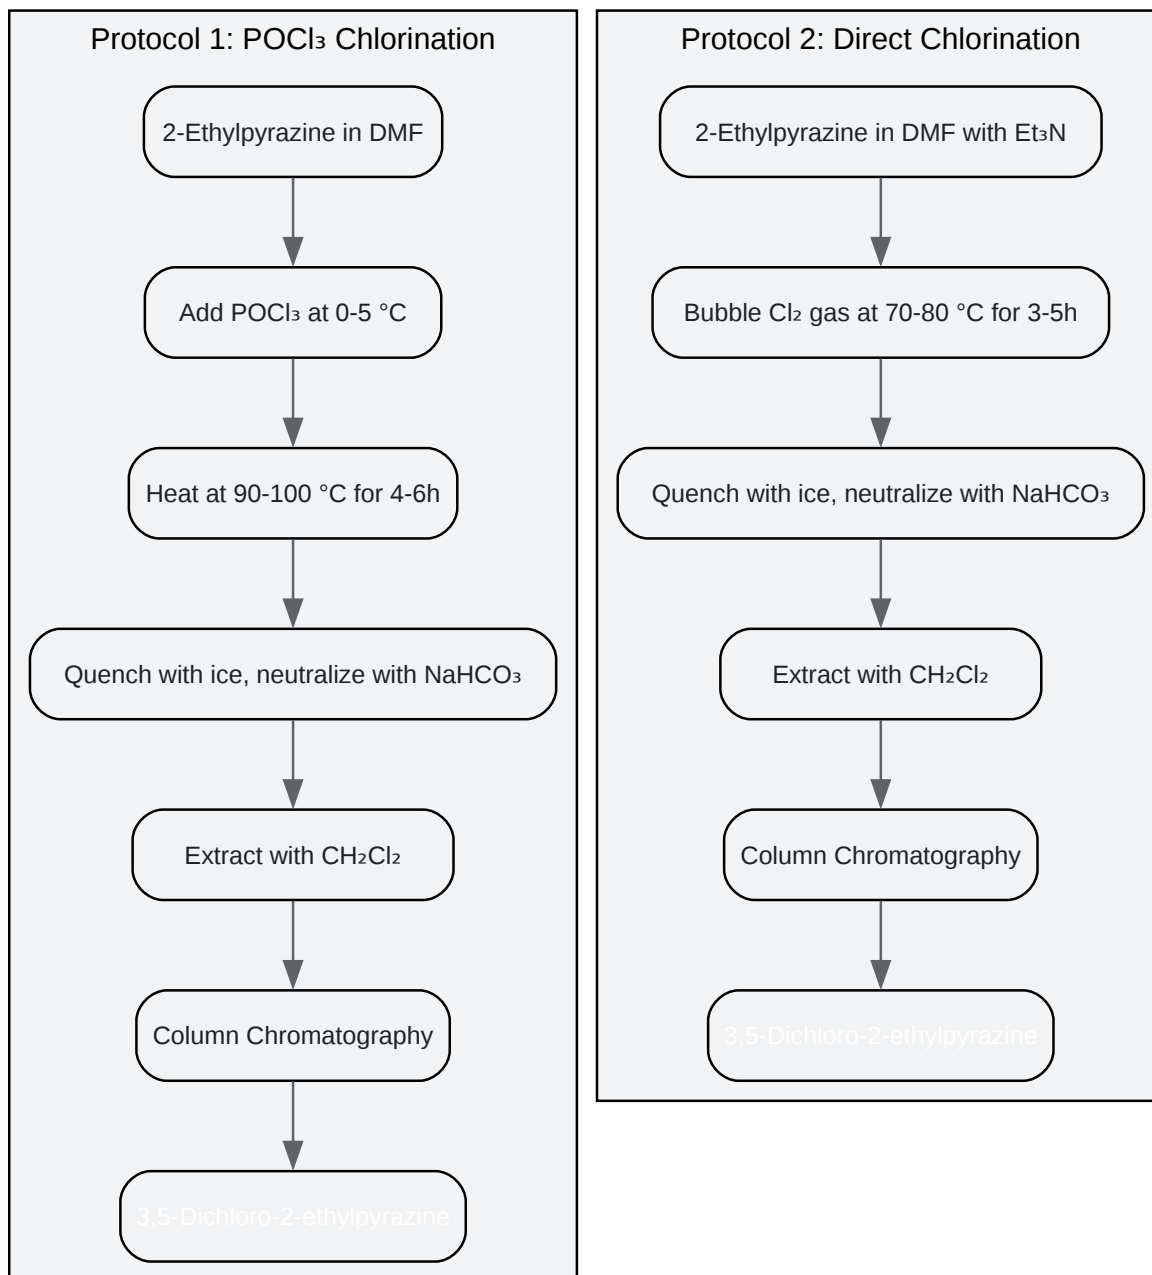 Protocol 1: POCl₃ Chlorination
2-Ethylpyrazine in DMF
Add POCl₃ at 0-5 °C
Heat at 90-100 °C for 4-6h
Quench with ice, neutralize with NaHCO₃
Extract with CH₂Cl₂
Column Chromatography
3,5-Dichloro-2-ethylpyrazine
Protocol 2: Direct Chlorination
2-Ethylpyrazine in DMF with Et₃N
Bubble Cl₂ gas at 70-80 °C for 3-5h
Quench with ice, neutralize with NaHCO₃
Extract with CH₂Cl₂
Column Chromatography
3,5-Dichloro-2-ethylpyrazine